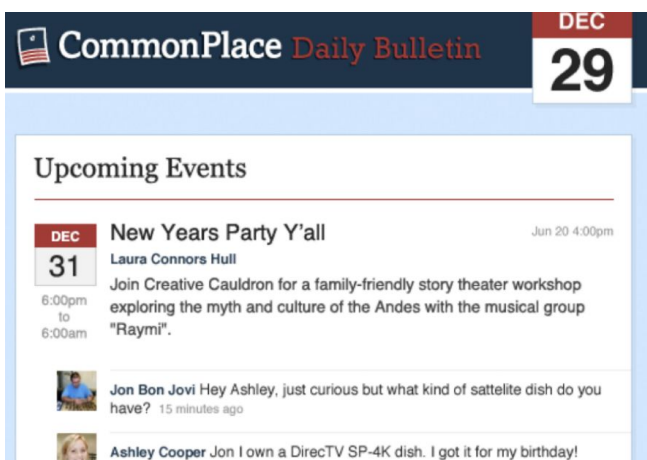 CommonPlace Daily Bulletin
DEC
29
Upcoming Events
DEC
31
6:00pm
to
6:00am
New Years Party Y'all
Jun 20 4:00pm
Laura Connors Hull
Join Creative Cauldron for a family-friendly story theater workshop
exploring the myth and culture of the Andes with the musical group
"Raymi".
Jon Bon Jovi Hey Ashley, just curious but what kind of sattelite dish do you
have? 15 minutes ago
Ashley Cooper Jon I own a DirecTV SP-4K dish. I got it for my birthday!